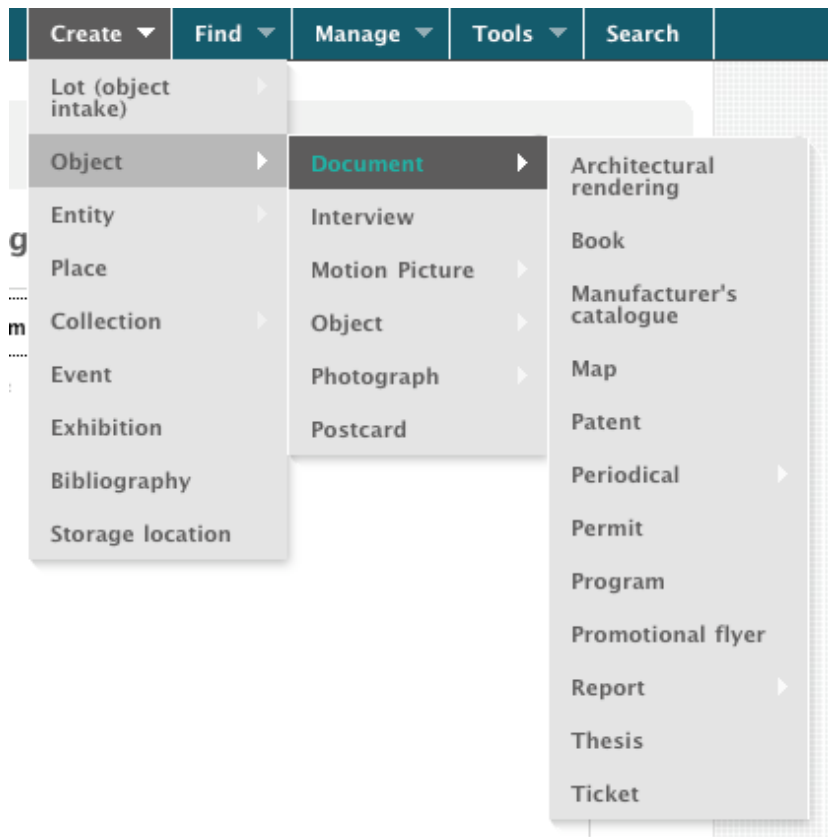 Create Find Manage Tools Search
Lot (object
intake)
Object
Entity
Place
Collection
Event
Exhibition
Bibliography
Storage location
Document
Interview
Motion Picture
Object
Photograph
Postcard
Architectural
rendering
Book
Manufacturer's
catalogue
Map
Patent
Periodical
Permit
Program
Promotional flyer
Report
Thesis
Ticket
g
m